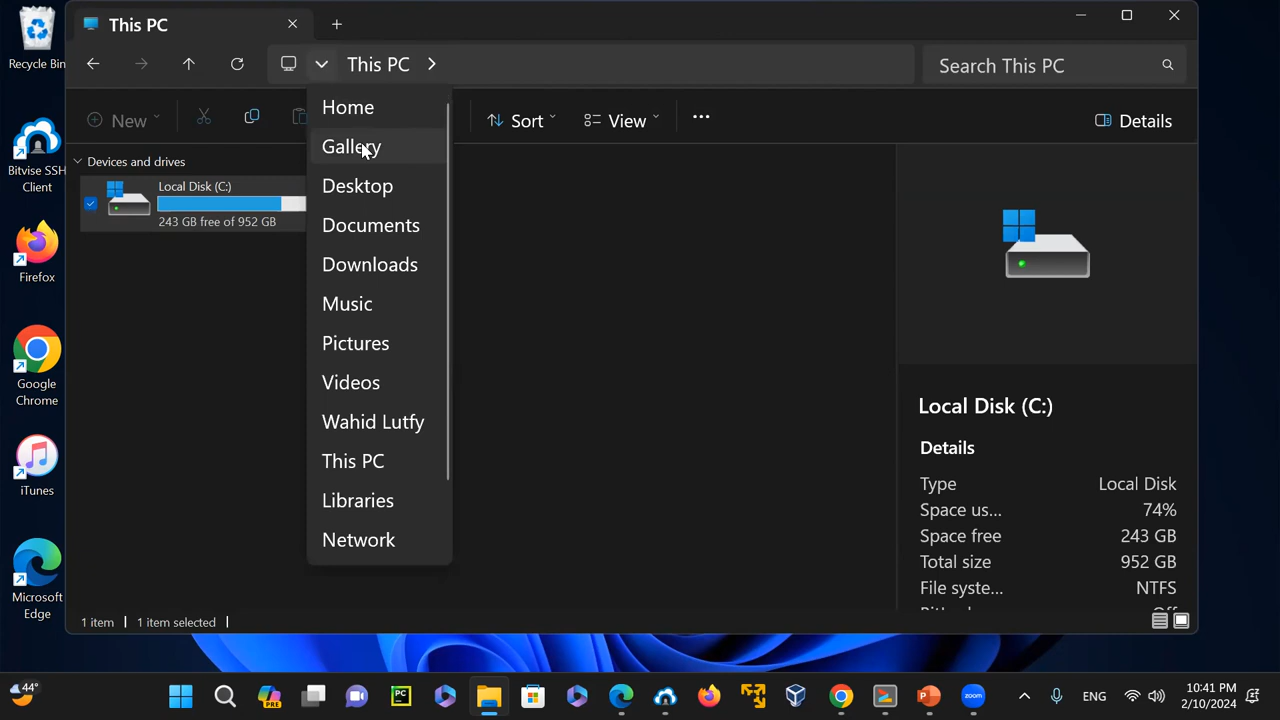 Recycle Bin
This PC
This PC
Search This PC
New
Sort
View
Details
Home
Gallery
Desktop
Documents
Downloads
Music
Pictures
Videos
Wahid Lutfy
This PC
Libraries
Network
Devices and drives
Local Disk (C:)
243 GB free of 952 GB
Local Disk (C:)
Details
Type Local Disk
Space us... 74%
Space free 243 GB
Total size 952 GB
File syste... NTFS
1 item 1 item selected
Bitvise SSH
Client
Firefox
Google
Chrome
iTunes
Microsoft
Edge
44°
PRE
PC
ENG
10:41 PM
2/10/2024
zoom